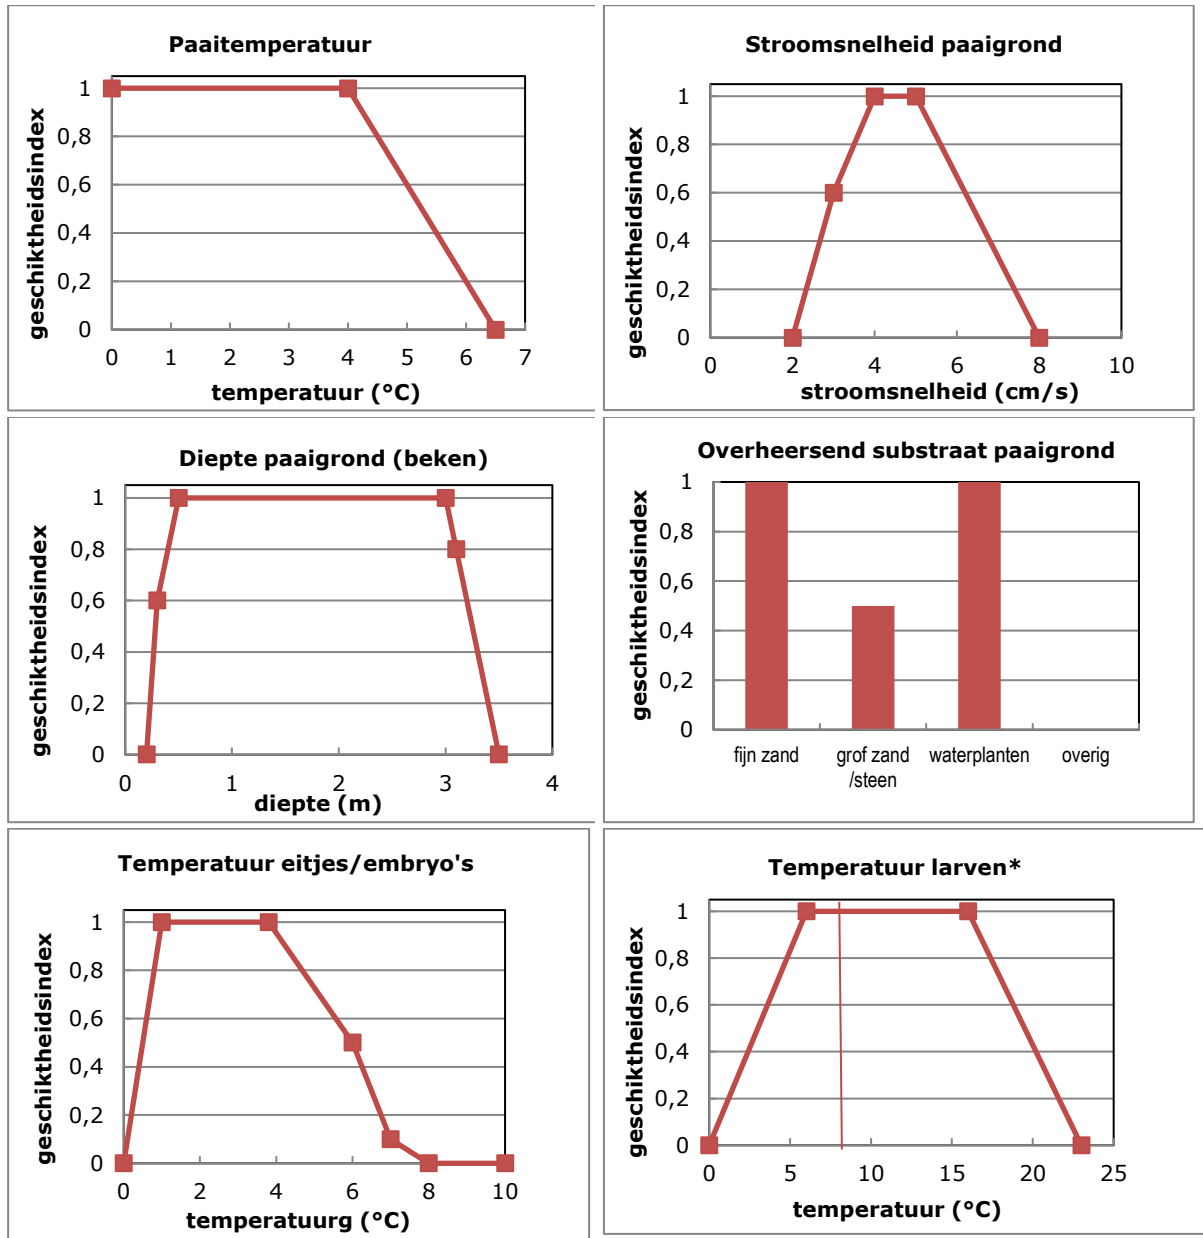 Paaitemperatuur
geschiktheidsindex
1
0,8
0,6
0,4
0,2
0
0 1 2 3 4 5 6 7
temperatuur (°C)
Stroomsnelheid paaigrond
geschiktheidsindex
1
0,8
0,6
0,4
0,2
0
0 2 4 6 8 10
stroomsnelheid (cm/s)
Diepte paaigrond (beken)
geschiktheidsindex
1
0,8
0,6
0,4
0,2
0
0 1 2 3 4
diepte (m)
Overheersend substraat paaigrond
geschiktheidsindex
1
0,8
0,6
0,4
0,2
0
fijn zand grof zand waterplanten overig
/steen
Temperatuur eitjes/embryo's
geschiktheidsindex
1
0,8
0,6
0,4
0,2
0
0 2 4 6 8 10
temperatuurg (°C)
Temperatuur larven*
geschiktheidsindex
1
0,8
0,6
0,4
0,2
0
0 5 10 15 20 25
temperatuur (°C)